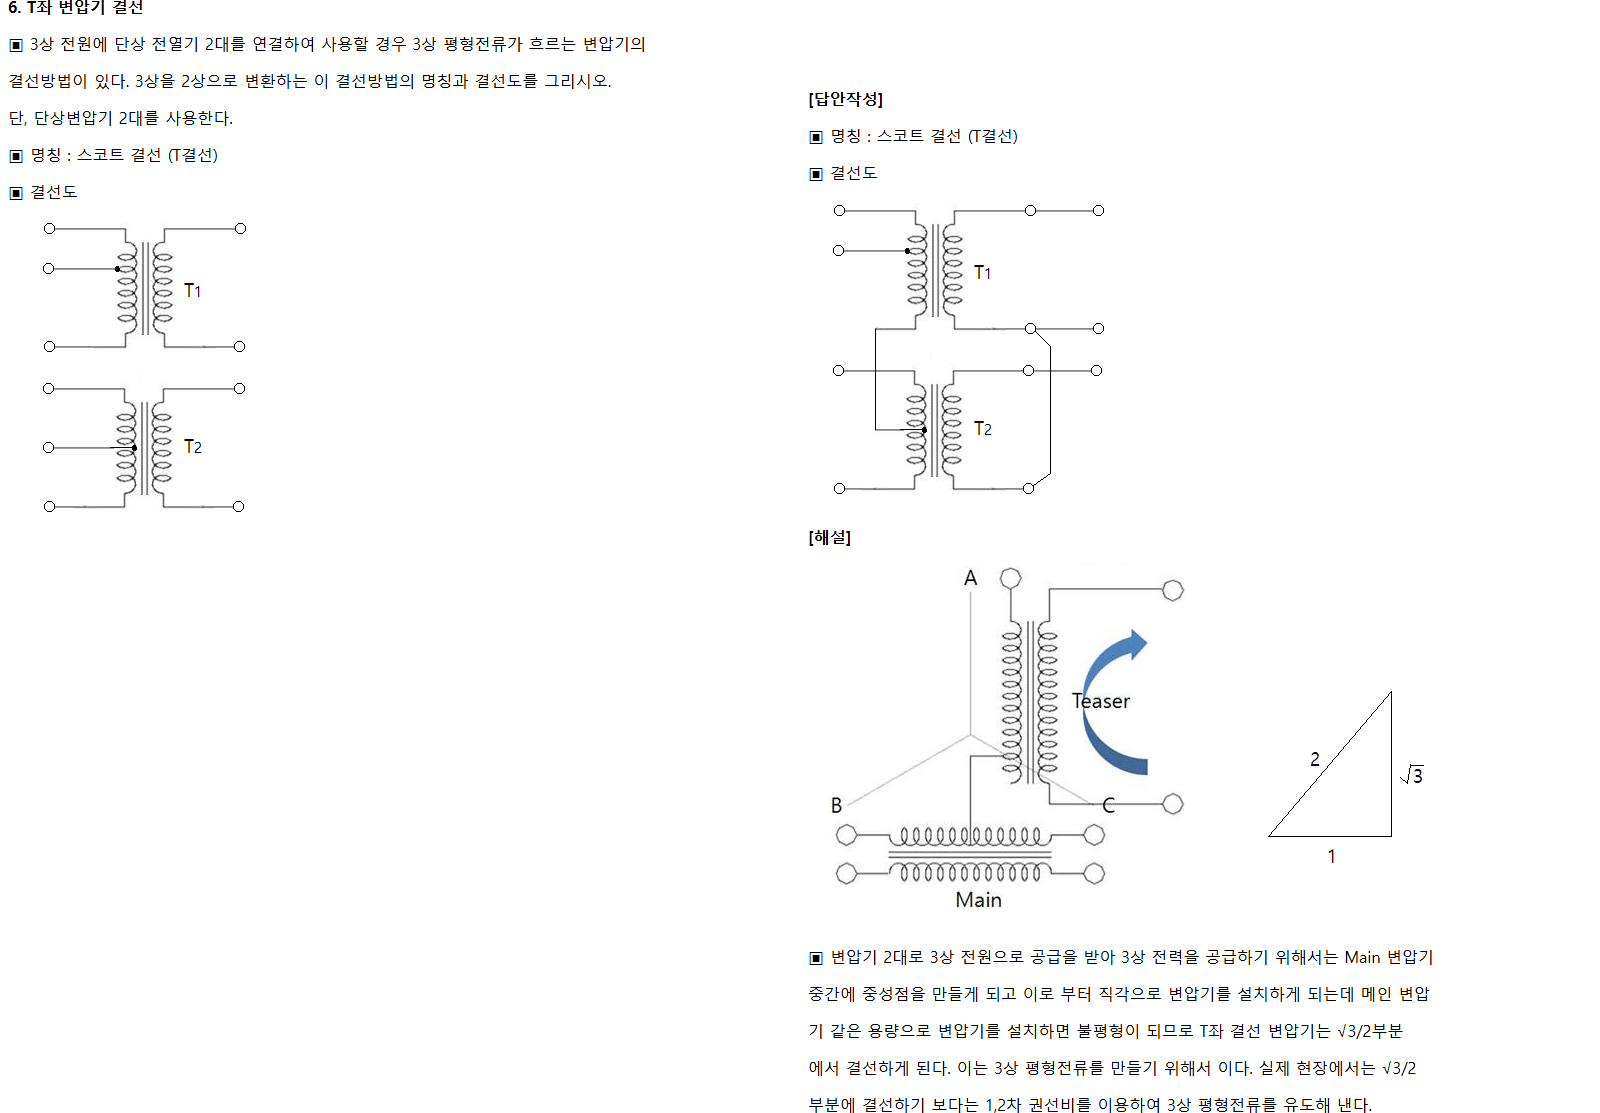 6. T좌 변압기 결선
▣ 3상 전원에 단상 전열기 2대를 연결하여 사용할 경우 3상 평형전류가 흐르는 변압기의
결선방법이 있다. 3상을 2상으로 변환하는 이 결선방법의 명칭과 결선도를 그리시오.
단, 단상변압기 2대를 사용한다.
▣ 명칭 : 스코트 결선 (T결선)
▣ 결선도
T1
T2
[답안작성]
▣ 명칭 : 스코트 결선 (T결선)
▣ 결선도
T1
T2
[해설]
A
Teaser
B
C
Main
2
√3
1
▣ 변압기 2대로 3상 전원으로 공급을 받아 3상 전력을 공급하기 위해서는 Main 변압기
중간에 중성점을 만들게 되고 이로 부터 직각으로 변압기를 설치하게 되는데 메인 변압
기 같은 용량으로 변압기를 설치하면 불평형이 되므로 T좌 결선 변압기는 √3/2부분
에서 결선하게 된다. 이는 3상 평형전류를 만들기 위해서 이다. 실제 현장에서는 √3/2
부분에 결선하기 보다는 1,2차 권선비를 이용하여 3상 평형전류를 유도해 낸다.